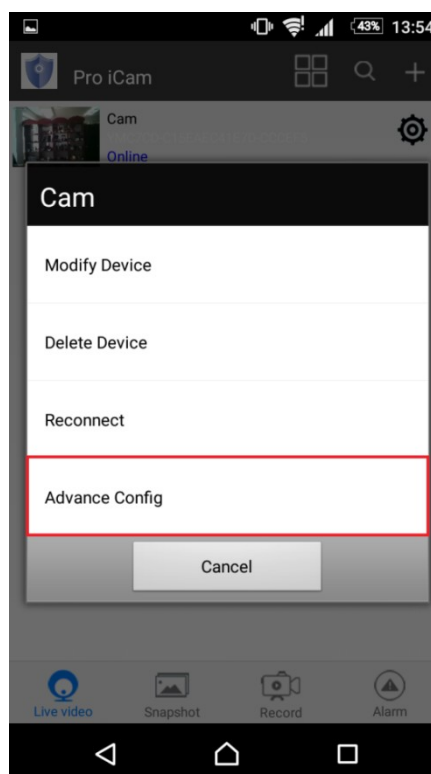 43% 13:54
Pro iCam
Cam
Online
Cam
Modify Device
Delete Device
Reconnect
Advance Config
Cancel
Live video Snapshot Record Alarm